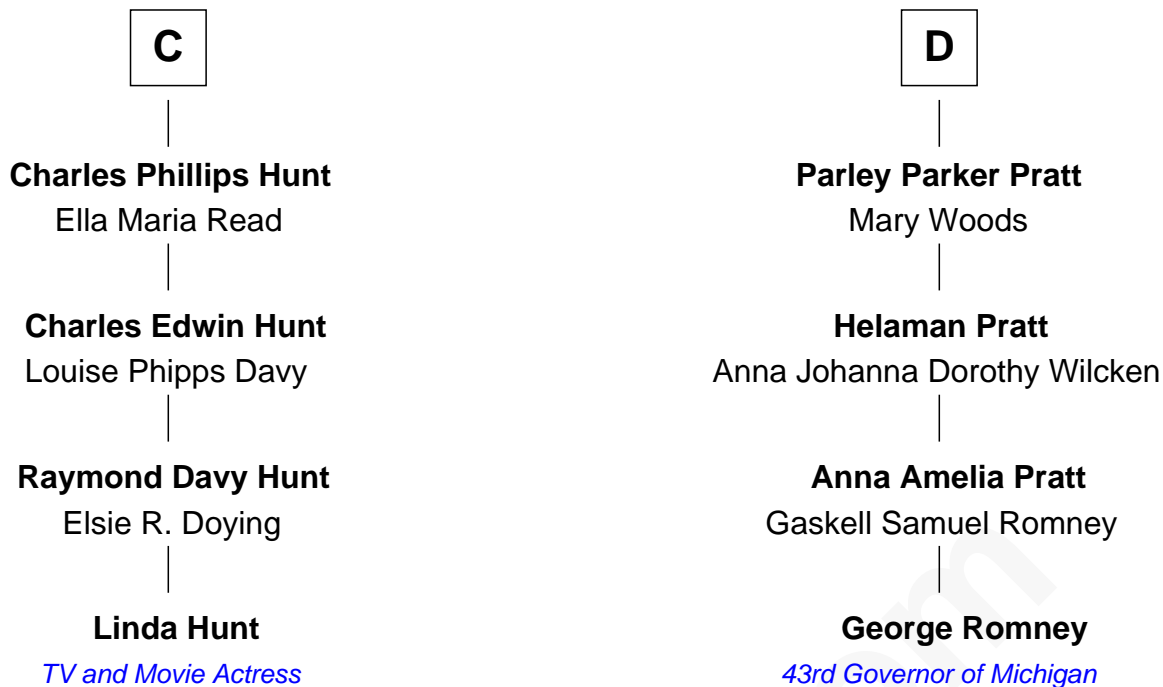 C
Charles Phillips Hunt
Ella Maria Read
Charles Edwin Hunt
Louise Phipps Davy
Raymond Davy Hunt
Elsie R. Doying
Linda Hunt
TV and Movie Actress
D
Parley Parker Pratt
Mary Woods
Helaman Pratt
Anna Johanna Dorothy Wilcken
Anna Amelia Pratt
Gaskell Samuel Romney
George Romney
43rd Governor of Michigan